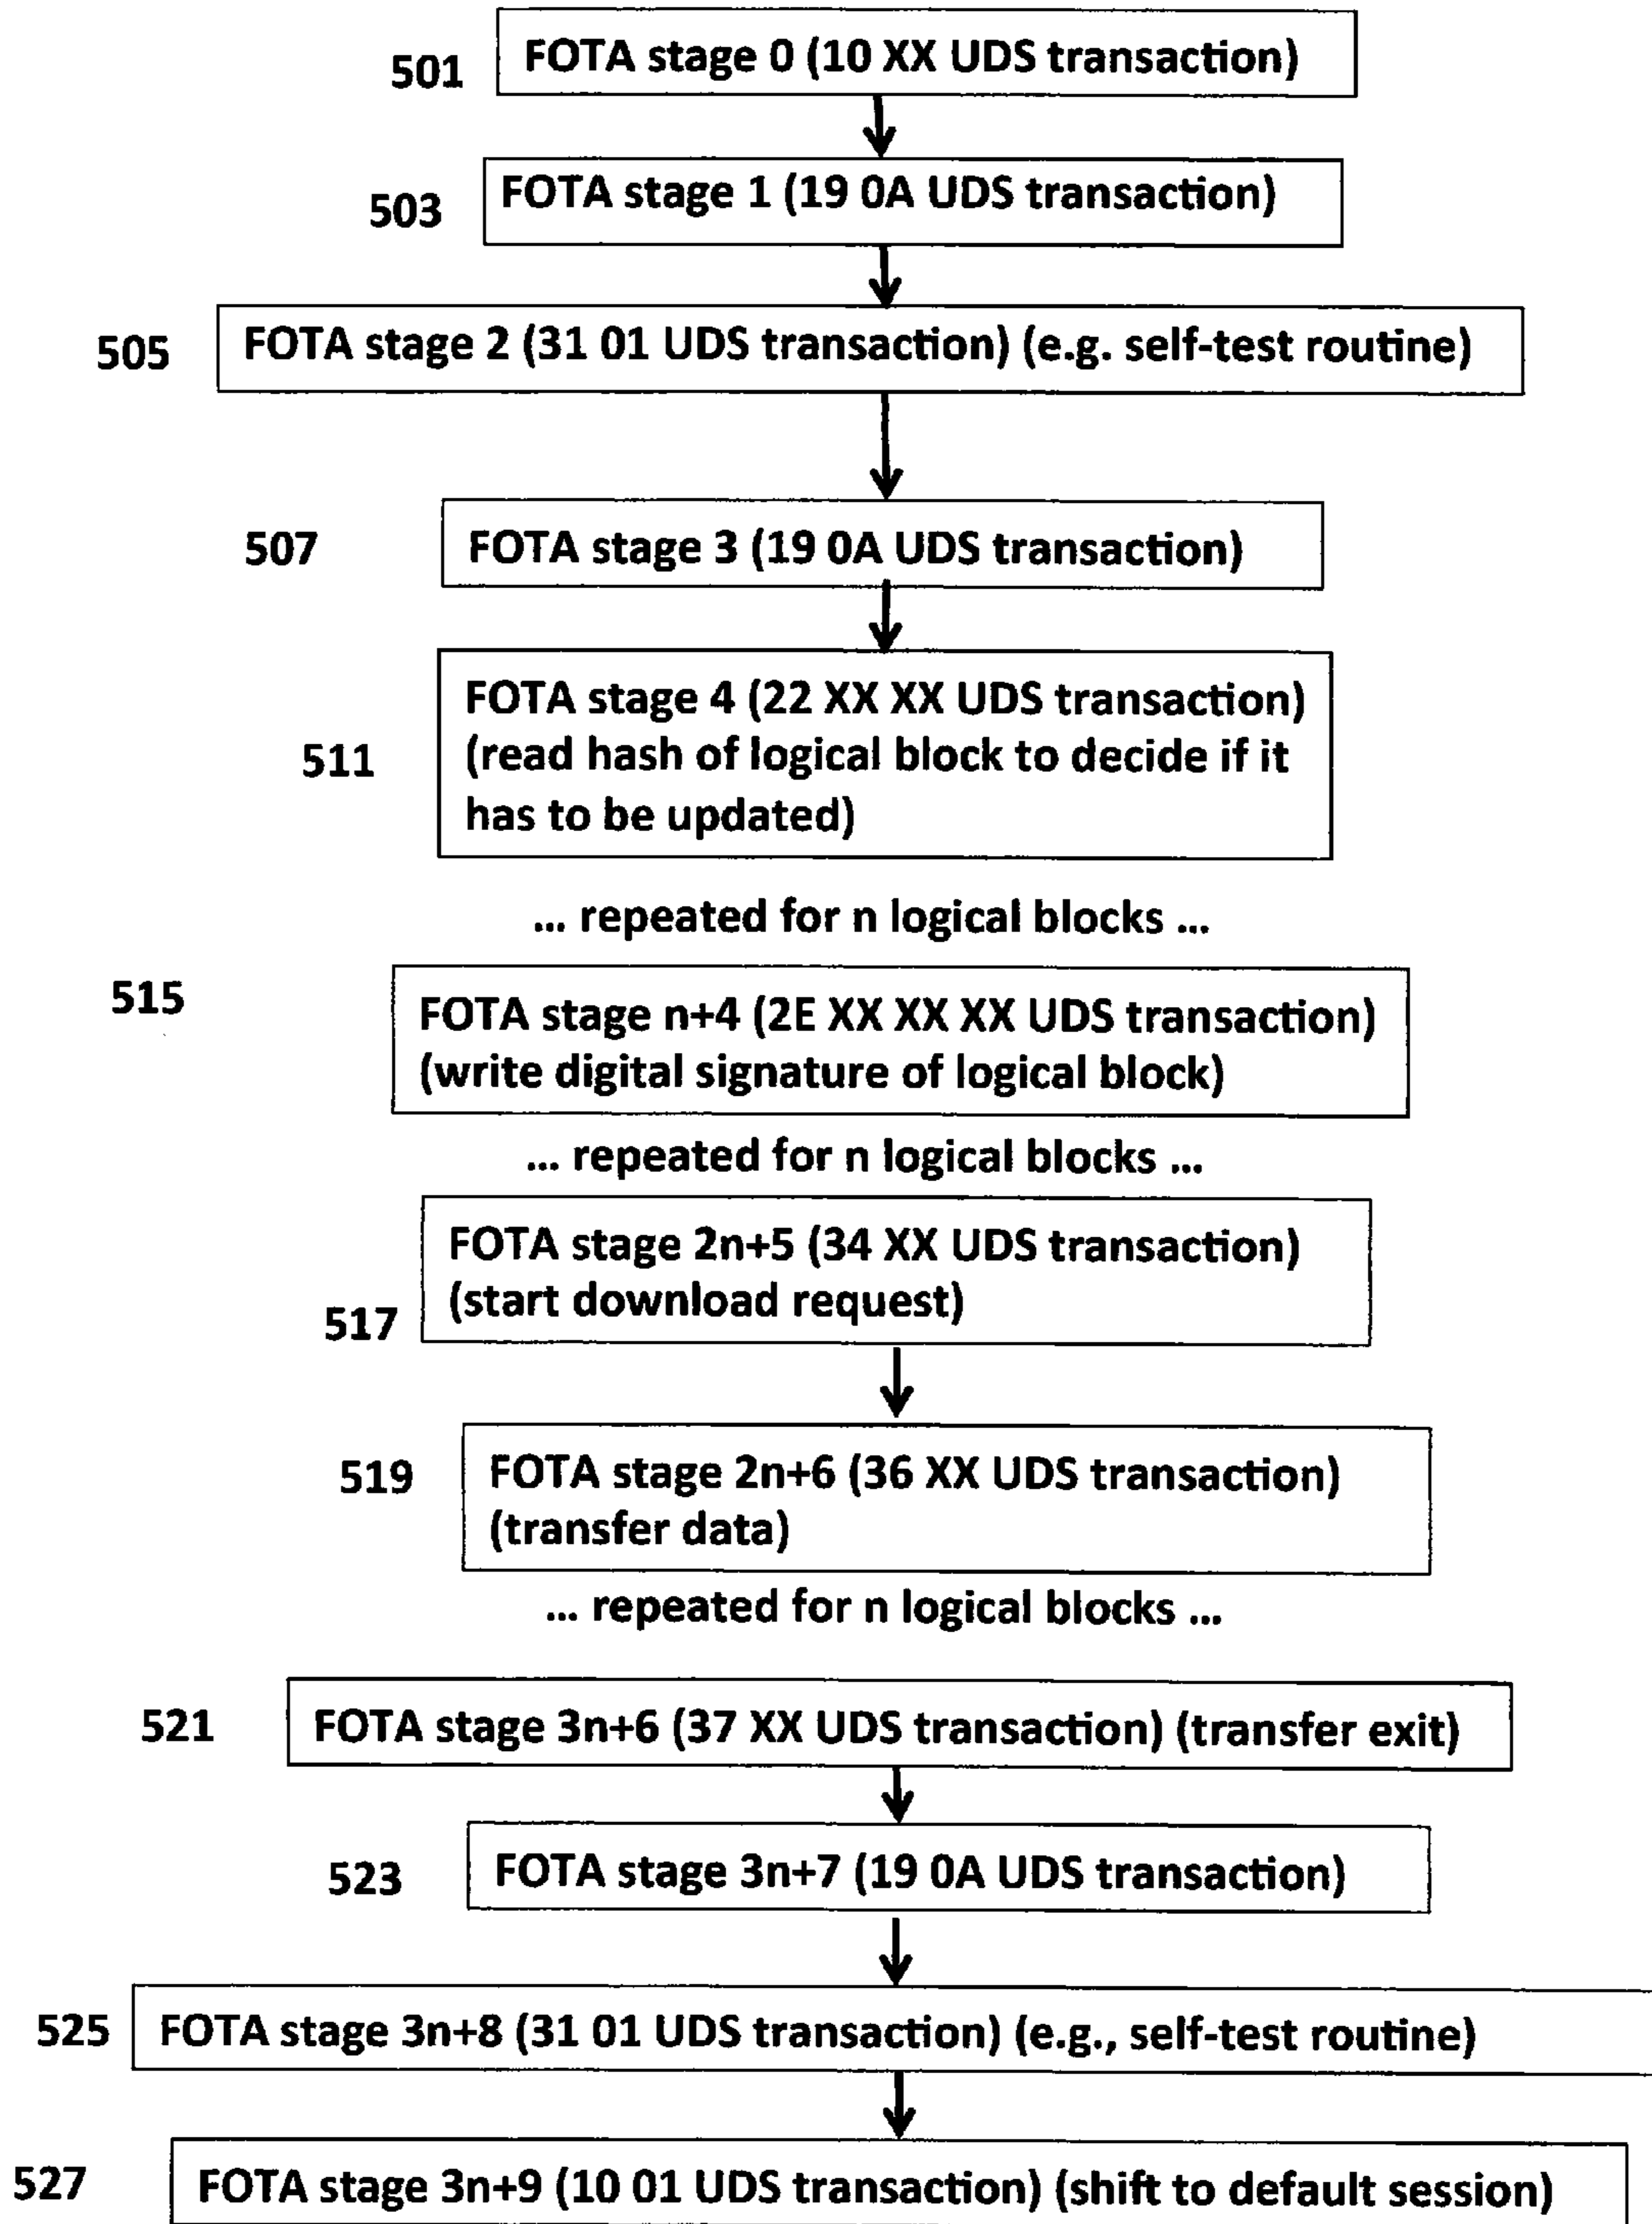 501 FOTA stage 0 (10 XX UDS transaction)
503 FOTA stage 1 (19 0A UDS transaction)
505 FOTA stage 2 (31 01 UDS transaction) (e.g. self-test routine)
507 FOTA stage 3 (19 0A UDS transaction)
FOTA stage 4 (22 XX XX UDS transaction)
511 (read hash of logical block to decide if it
has to be updated)
... repeated for n logical blocks ...
515 FOTA stage n+4 (2E XX XX XX UDS transaction)
(write digital signature of logical block)
... repeated for n logical blocks ...
FOTA stage 2n+5 (34 XX UDS transaction)
517 (start download request)
519 FOTA stage 2n+6 (36 XX UDS transaction)
(transfer data)
... repeated for n logical blocks ...
521 FOTA stage 3n+6 (37 XX UDS transaction) (transfer exit)
523 FOTA stage 3n+7 (19 0A UDS transaction)
525 FOTA stage 3n+8 (31 01 UDS transaction) (e.g., self-test routine)
527 FOTA stage 3n+9 (10 01 UDS transaction) (shift to default session)